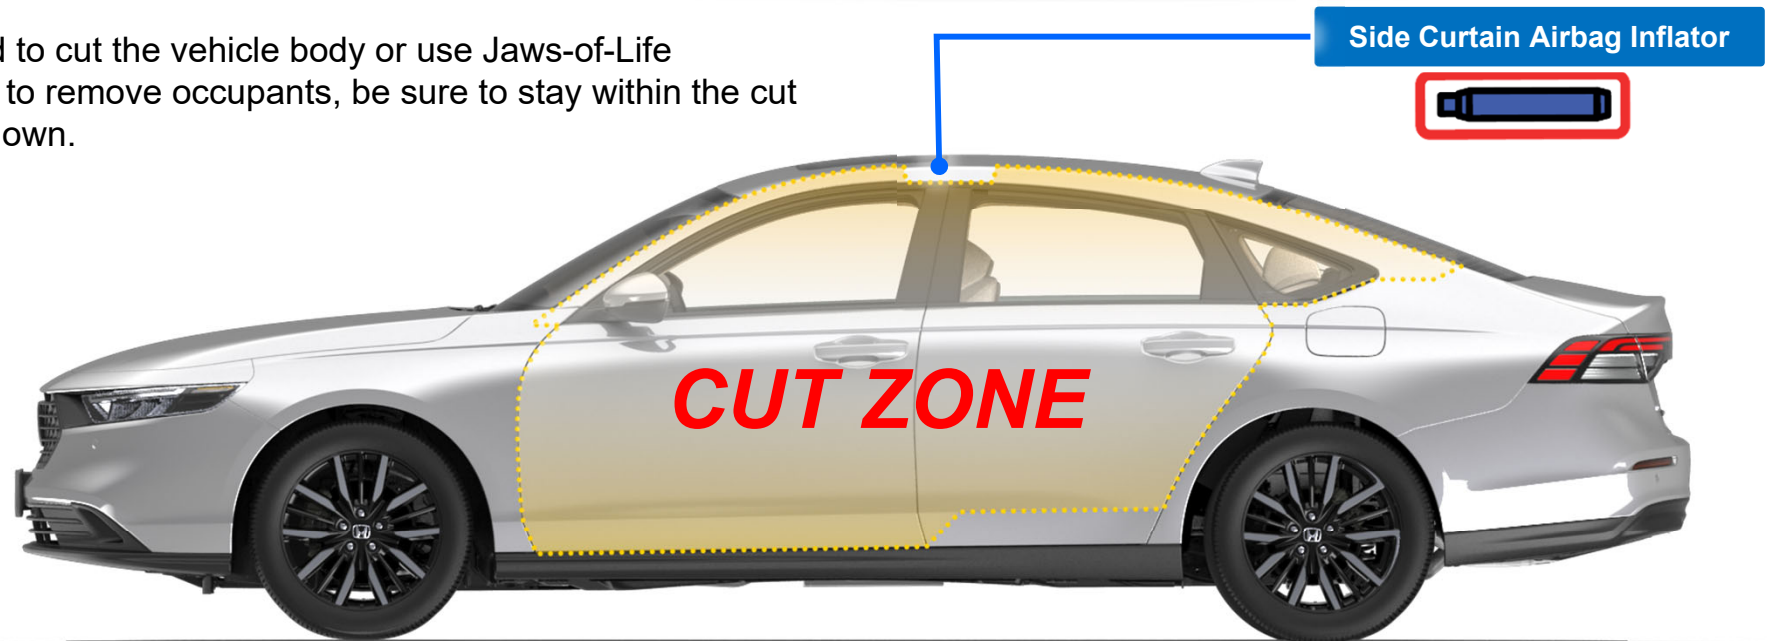 to cut the vehicle body or use Jaws-of-Life
to remove occupants, be sure to stay within the cut
own.
Side Curtain Airbag Inflator
CUT ZONE